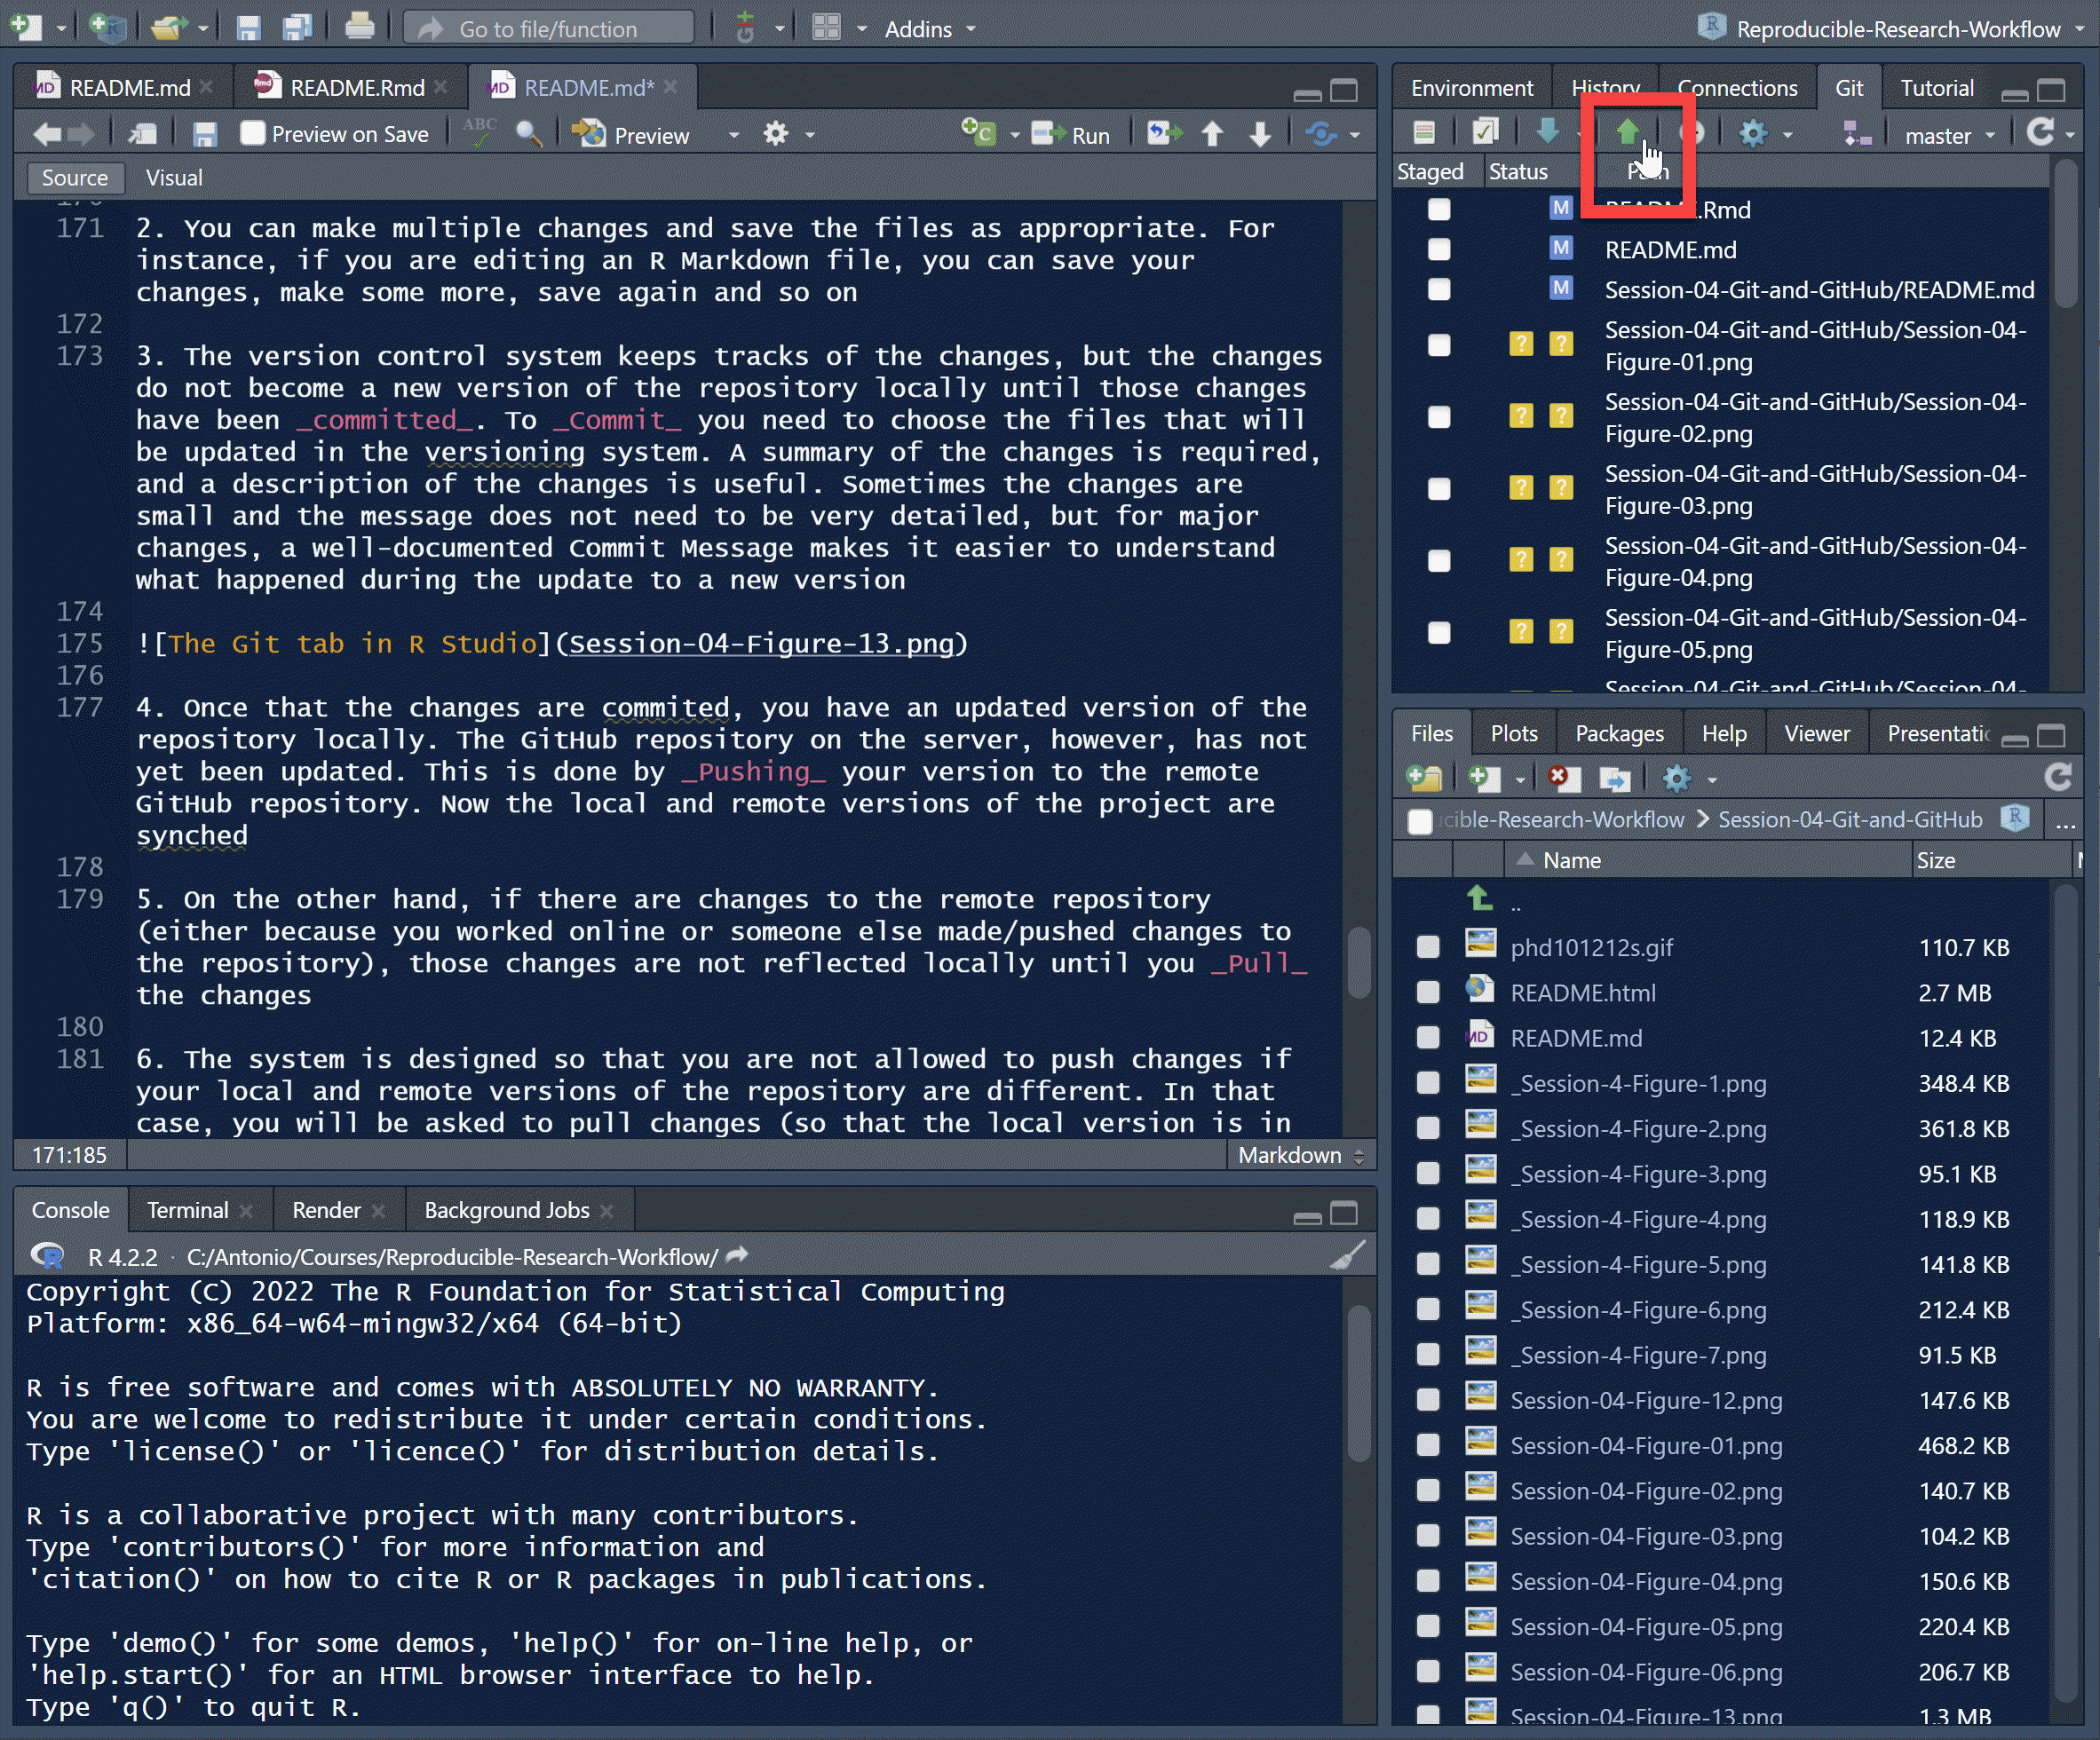 Go to file/function
Addins
Reproducible-Research-Workflow
README.md
README.Rmd
README.md*
Preview on Save
ABC
Preview
Run
Source
Visual
171 2. You can make multiple changes and save the files as appropriate. For
instance, if you are editing an R Markdown file, you can save your
changes, make some more, save again and so on
172
173 3. The version control system keeps tracks of the changes, but the changes
do not become a new version of the repository locally until those changes
have been _committed_. To _Commit_ you need to choose the files that will
be updated in the versioning system. A summary of the changes is required,
and a description of the changes is useful. Sometimes the changes are
small and the message does not need to be very detailed, but for major
changes, a well-documented Commit Message makes it easier to understand
what happened during the update to a new version
174
175 ![The Git tab in R Studio](Session-04-Figure-13.png)
176
177 4. Once that the changes are commited, you have an updated version of the
repository locally. The GitHub repository on the server, however, has not
yet been updated. This is done by _Pushing_ your version to the remote
GitHub repository. Now the local and remote versions of the project are
synched
178
179 5. On the other hand, if there are changes to the remote repository
(either because you worked online or someone else made/pushed changes to
the repository), those changes are not reflected locally until you _Pull_
the changes
180
181 6. The system is designed so that you are not allowed to push changes if
your local and remote versions of the repository are different. In that
case, you will be asked to pull changes (so that the local version is in
171:185
Markdown
Console
Terminal
Render
Background Jobs
R 4.2.2 · C:/Antonio/Courses/Reproducible-Research-Workflow/
Copyright (C) 2022 The R Foundation for Statistical Computing
Platform: x86_64-w64-mingw32/x64 (64-bit)
R is free software and comes with ABSOLUTELY NO WARRANTY.
You are welcome to redistribute it under certain conditions.
Type 'license()' or 'licence()' for distribution details.
R is a collaborative project with many contributors.
Type 'contributors()' for more information and
'citation()' on how to cite R or R packages in publications.
Type 'demo()' for some demos, 'help()' for on-line help, or
'help.start()' for an HTML browser interface to help.
Type 'q()' to quit R.
Environment
History
Connections
Git
Tutorial
master
Staged
Status
Path
M README.Rmd
M README.md
M Session-04-Git-and-GitHub/README.md
? ? Session-04-Git-and-GitHub/Session-04-
Figure-01.png
? ? Session-04-Git-and-GitHub/Session-04-
Figure-02.png
? ? Session-04-Git-and-GitHub/Session-04-
Figure-03.png
? ? Session-04-Git-and-GitHub/Session-04-
Figure-04.png
? ? Session-04-Git-and-GitHub/Session-04-
Figure-05.png
Session-04-Git-and-GitHub/Session-04-
Files
Plots
Packages
Help
Viewer
Presentatic
icible-Research-Workflow > Session-04-Git-and-GitHub
...
Name
Size
..
phd101212s.gif 110.7 KB
README.html 2.7 MB
README.md 12.4 KB
_Session-4-Figure-1.png 348.4 KB
_Session-4-Figure-2.png 361.8 KB
_Session-4-Figure-3.png 95.1 KB
_Session-4-Figure-4.png 118.9 KB
_Session-4-Figure-5.png 141.8 KB
_Session-4-Figure-6.png 212.4 KB
_Session-4-Figure-7.png 91.5 KB
Session-04-Figure-12.png 147.6 KB
Session-04-Figure-01.png 468.2 KB
Session-04-Figure-02.png 140.7 KB
Session-04-Figure-03.png 104.2 KB
Session-04-Figure-04.png 150.6 KB
Session-04-Figure-05.png 220.4 KB
Session-04-Figure-06.png 206.7 KB
Session-04-Figure-13.png 1.3 MB